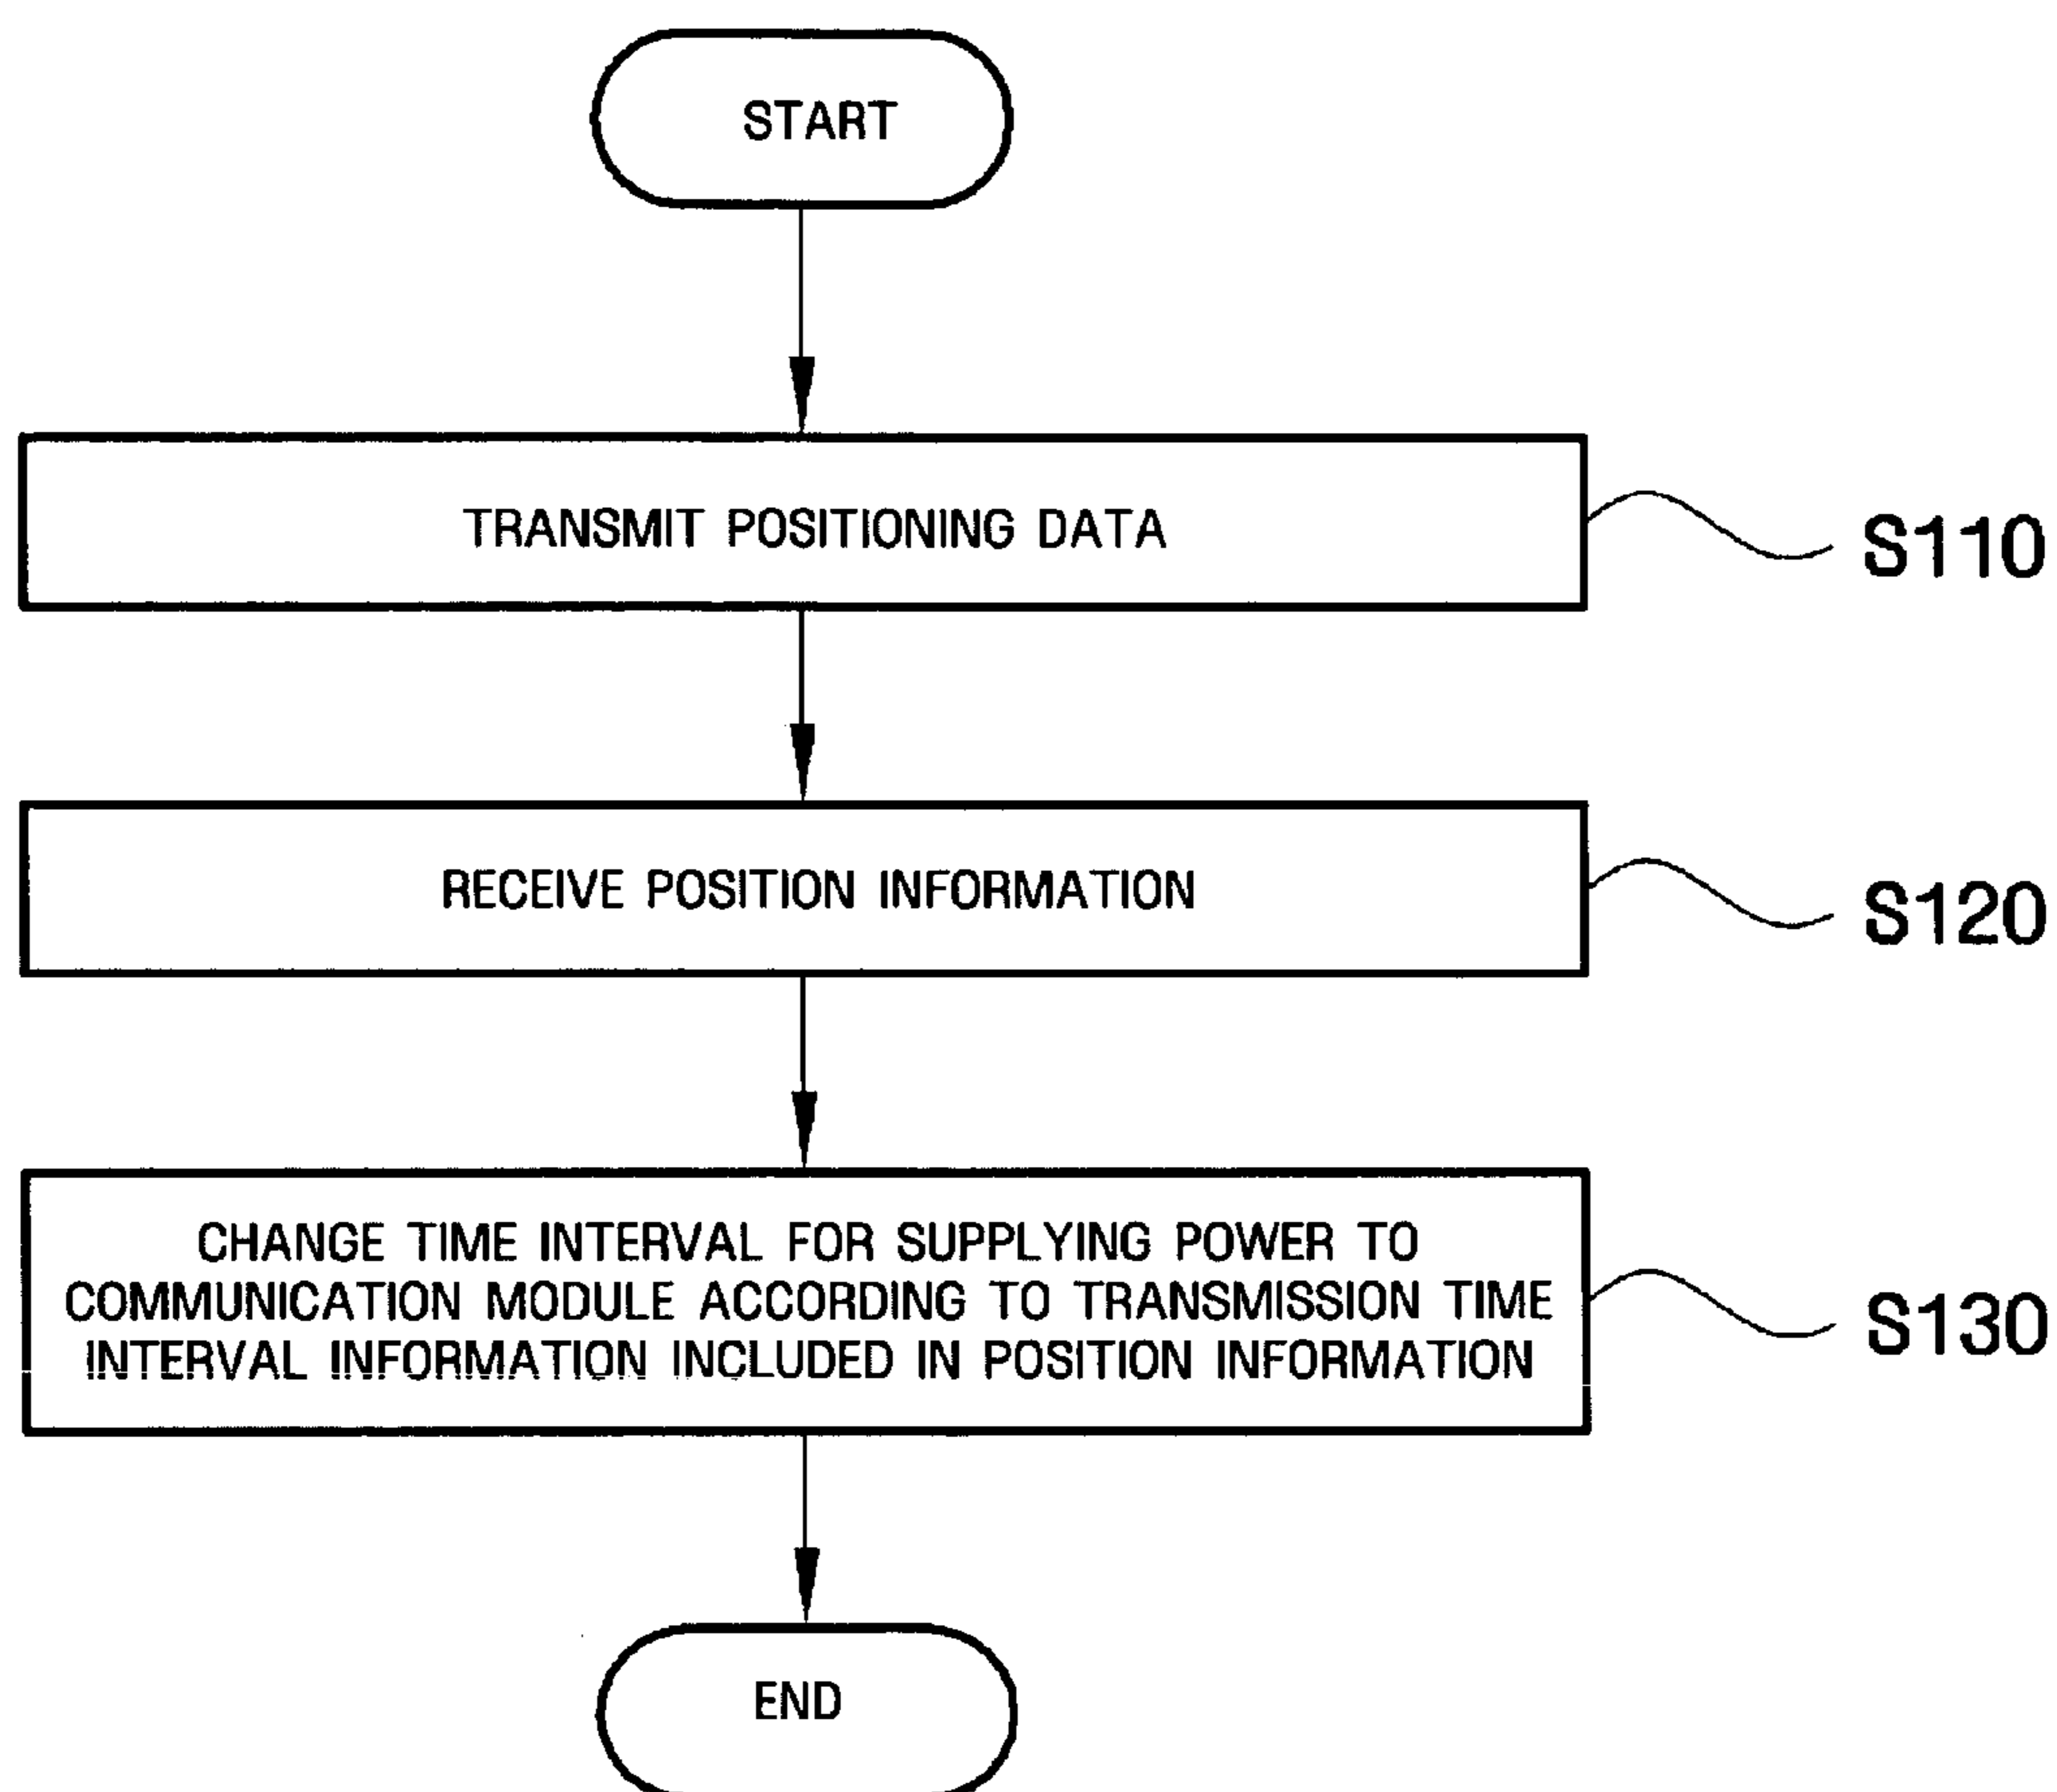 START
TRANSMIT POSITIONING DATA
S110
RECEIVE POSITION INFORMATION
S120
CHANGE TIME INTERVAL FOR SUPPLYING POWER TO
COMMUNICATION MODULE ACCORDING TO TRANSMISSION TIME
INTERVAL INFORMATION INCLUDED IN POSITION INFORMATION
S130
END